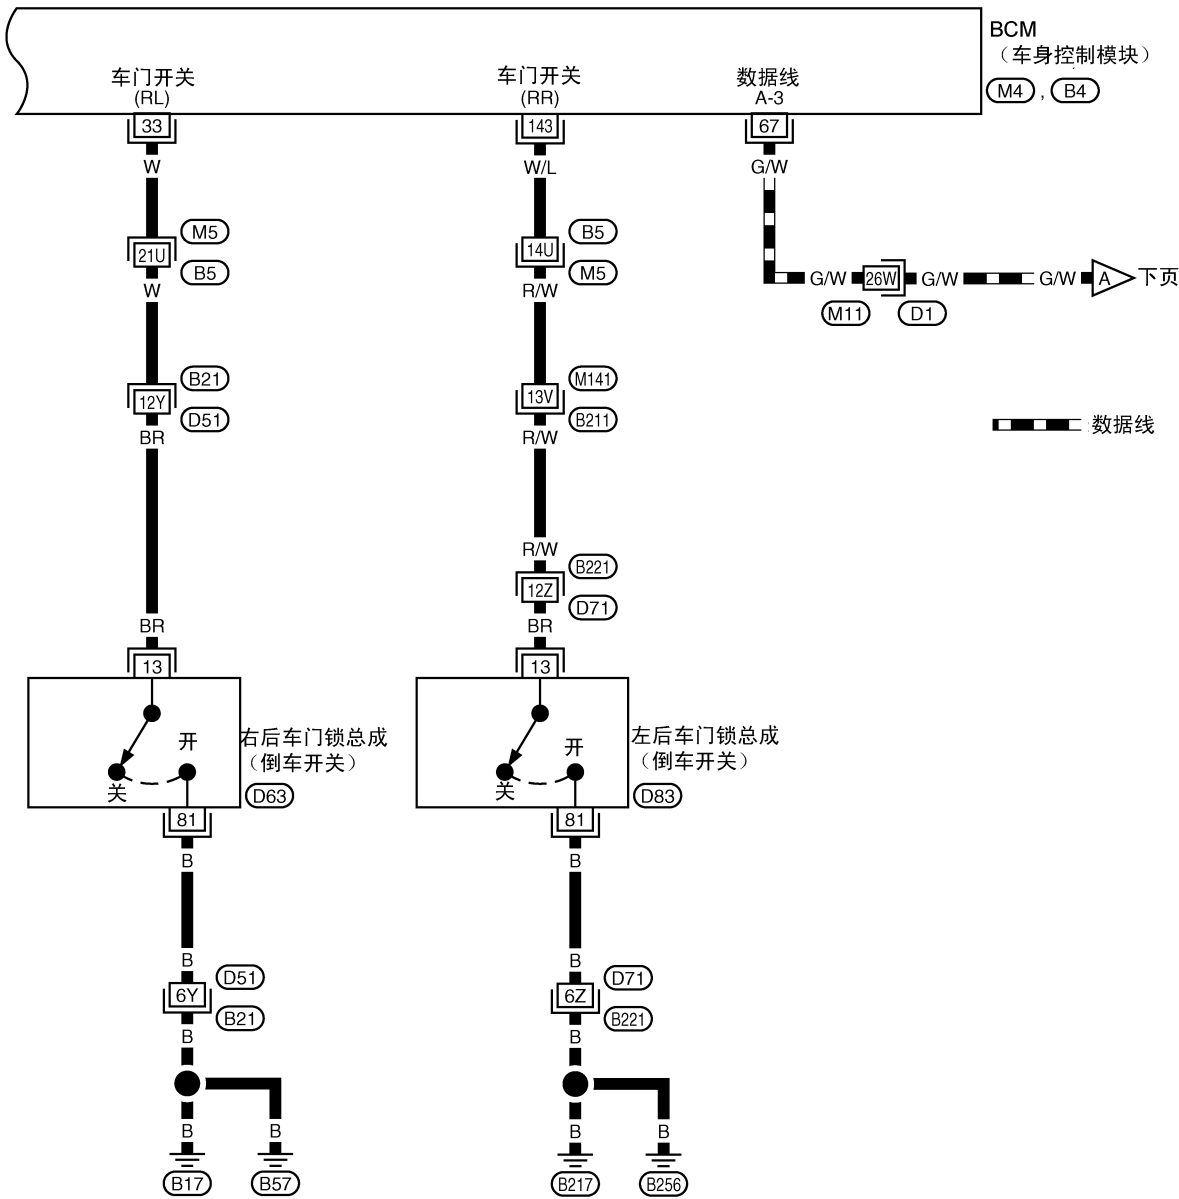 BCM
（车身控制模块）
M4 , B4
车门开关
(RL)
车门开关
(RR)
数据线
A-3
33
143
67
W
W/L
G/W
M5
21U
B5
W
B5
14U
M5
R/W
G/W
26W
G/W
G/W
A
下页
M11
D1
B21
12Y
D51
BR
M141
13V
B211
R/W
:数据线
R/W
B221
12Z
D71
BR
BR
13
13
开
关
右后车门锁总成
（倒车开关）
D63
开
关
左后车门锁总成
（倒车开关）
D83
81
81
B
B
B
B
D51
6Y
B21
D71
6Z
B221
B
B
B
B
B
B
B17
B57
B217
B256